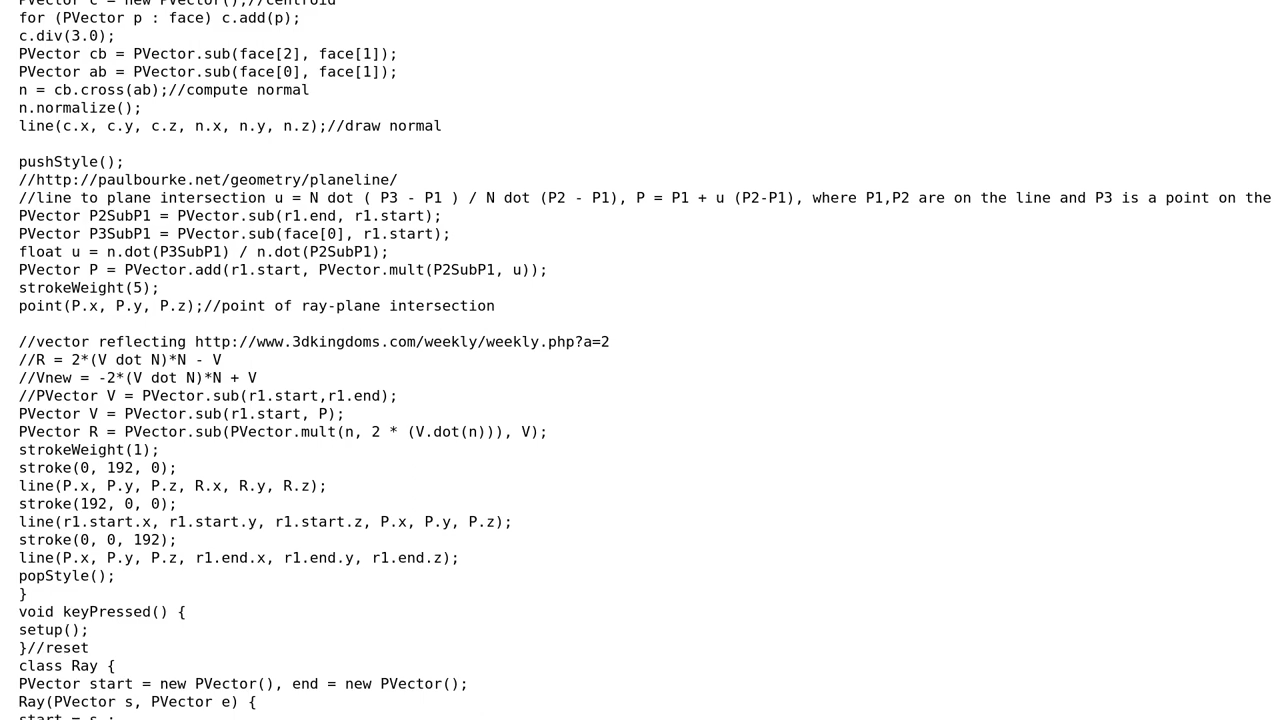 PVector c = new PVector();//centroid
for (PVector p : face) c.add(p);
c.div(3.0);
PVector cb = PVector.sub(face[2], face[1]);
PVector ab = PVector.sub(face[0], face[1]);
n = cb.cross(ab);//compute normal
n.normalize();
line(c.x, c.y, c.z, n.x, n.y, n.z);//draw normal
pushStyle();
//http://paulbourke.net/geometry/planeline/
//line to plane intersection u = N dot ( P3 - P1 ) / N dot (P2 - P1), P = P1 + u (P2-P1), where P1,P2 are on the line and P3 is a point on the
PVector P2SubP1 = PVector.sub(r1.end, r1.start);
PVector P3SubP1 = PVector.sub(face[0], r1.start);
float u = n.dot(P3SubP1) / n.dot(P2SubP1);
PVector P = PVector.add(r1.start, PVector.mult(P2SubP1, u));
strokeWeight(5);
point(P.x, P.y, P.z);//point of ray-plane intersection
//vector reflecting http://www.3dkingdoms.com/weekly/weekly.php?a=2
//R = 2*(V dot N)*N - V
//Vnew = -2*(V dot N)*N + V
//PVector V = PVector.sub(r1.start,r1.end);
PVector V = PVector.sub(r1.start, P);
PVector R = PVector.sub(PVector.mult(n, 2 * (V.dot(n))), V);
strokeWeight(1);
stroke(0, 192, 0);
line(P.x, P.y, P.z, R.x, R.y, R.z);
stroke(192, 0, 0);
line(r1.start.x, r1.start.y, r1.start.z, P.x, P.y, P.z);
stroke(0, 0, 192);
line(P.x, P.y, P.z, r1.end.x, r1.end.y, r1.end.z);
popStyle();
}
void keyPressed() {
setup();
}//reset
class Ray {
PVector start = new PVector(), end = new PVector();
Ray(PVector s, PVector e) {
start = s ;